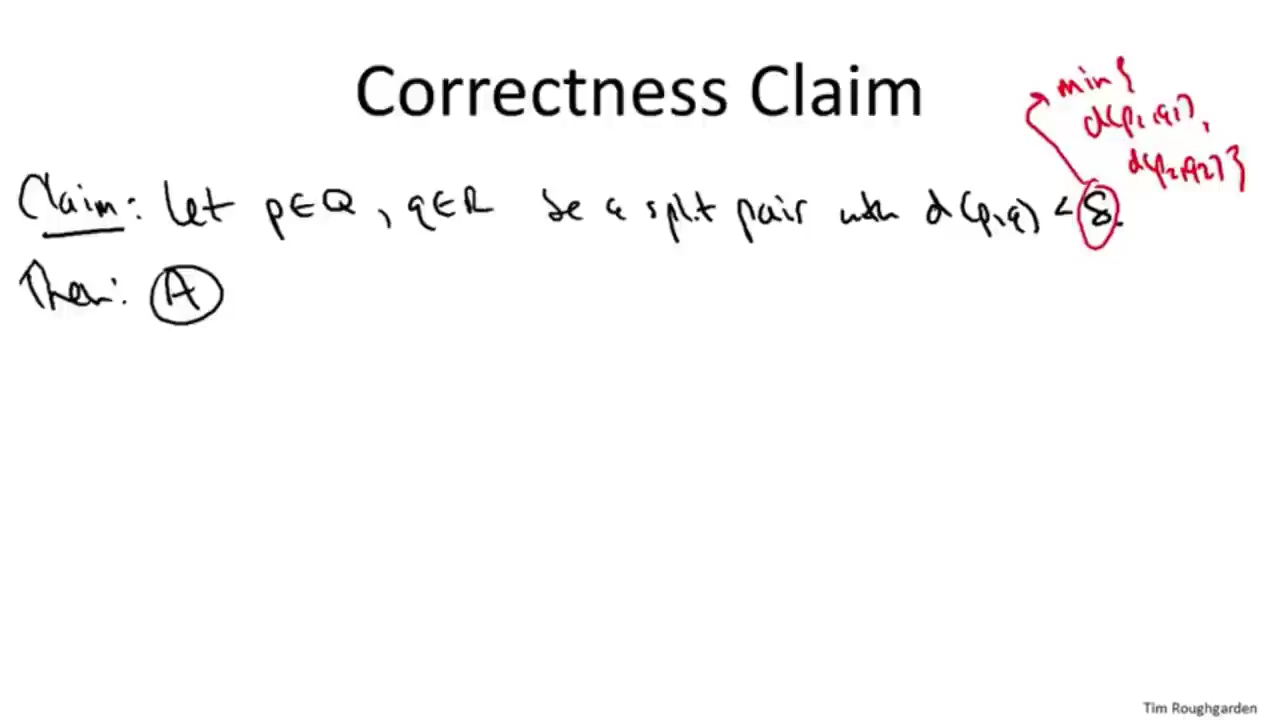 Correctness Claim
min{
d(p1,q1),
d(p2,q2)}
Claim: Let p∈Q, q∈R be a split pair with d(p,q) < δ.
Then: A
Tim Roughgarden